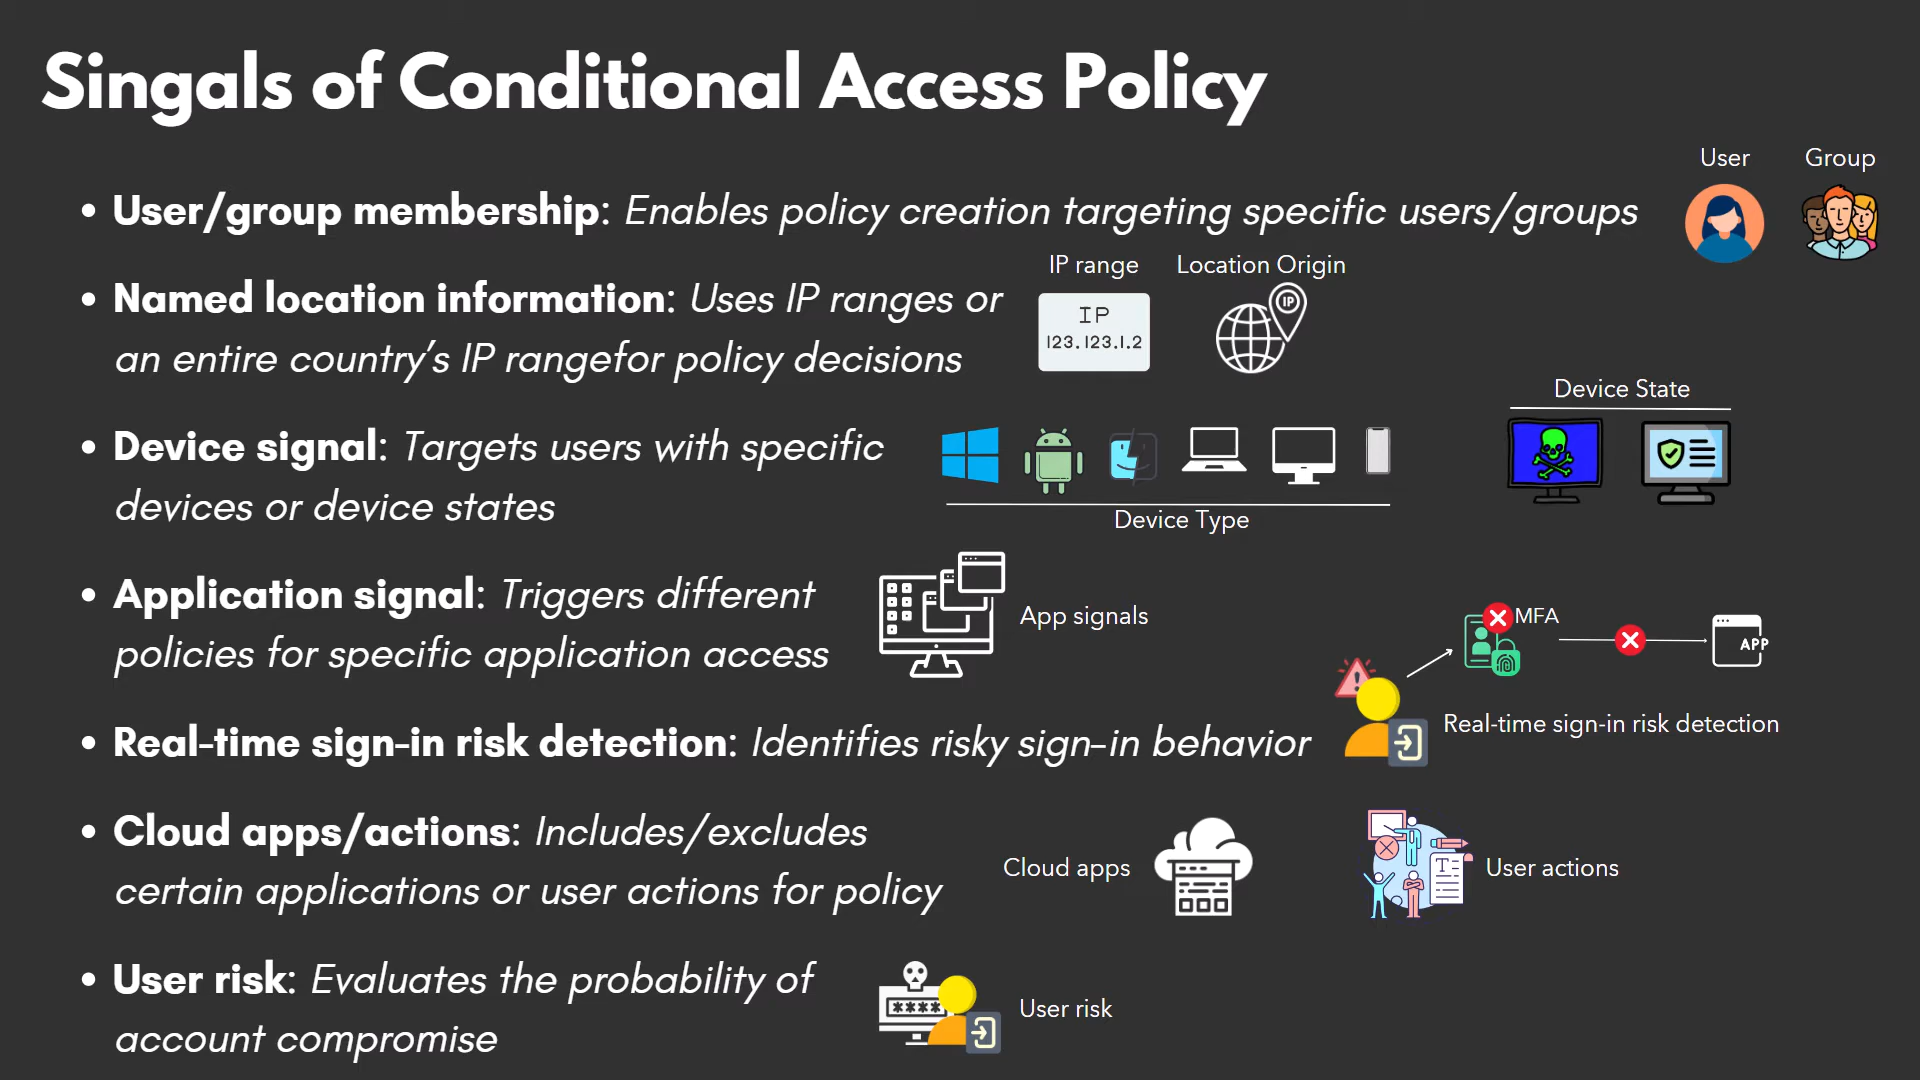 Singals of Conditional Access Policy
User Group
• User/group membership: Enables policy creation targeting specific users/groups
IP range Location Origin
• Named location information: Uses IP ranges or
an entire country's IP rangefor policy decisions
IP
123.123.1.2
IP
Device State
• Device signal: Targets users with specific
devices or device states
Device Type
• Application signal: Triggers different
policies for specific application access
App signals
MFA
APP
• Real-time sign-in risk detection: Identifies risky sign-in behavior
Real-time sign-in risk detection
• Cloud apps/actions: Includes/excludes
certain applications or user actions for policy
Cloud apps
T
User actions
• User risk: Evaluates the probability of
account compromise
****
User risk